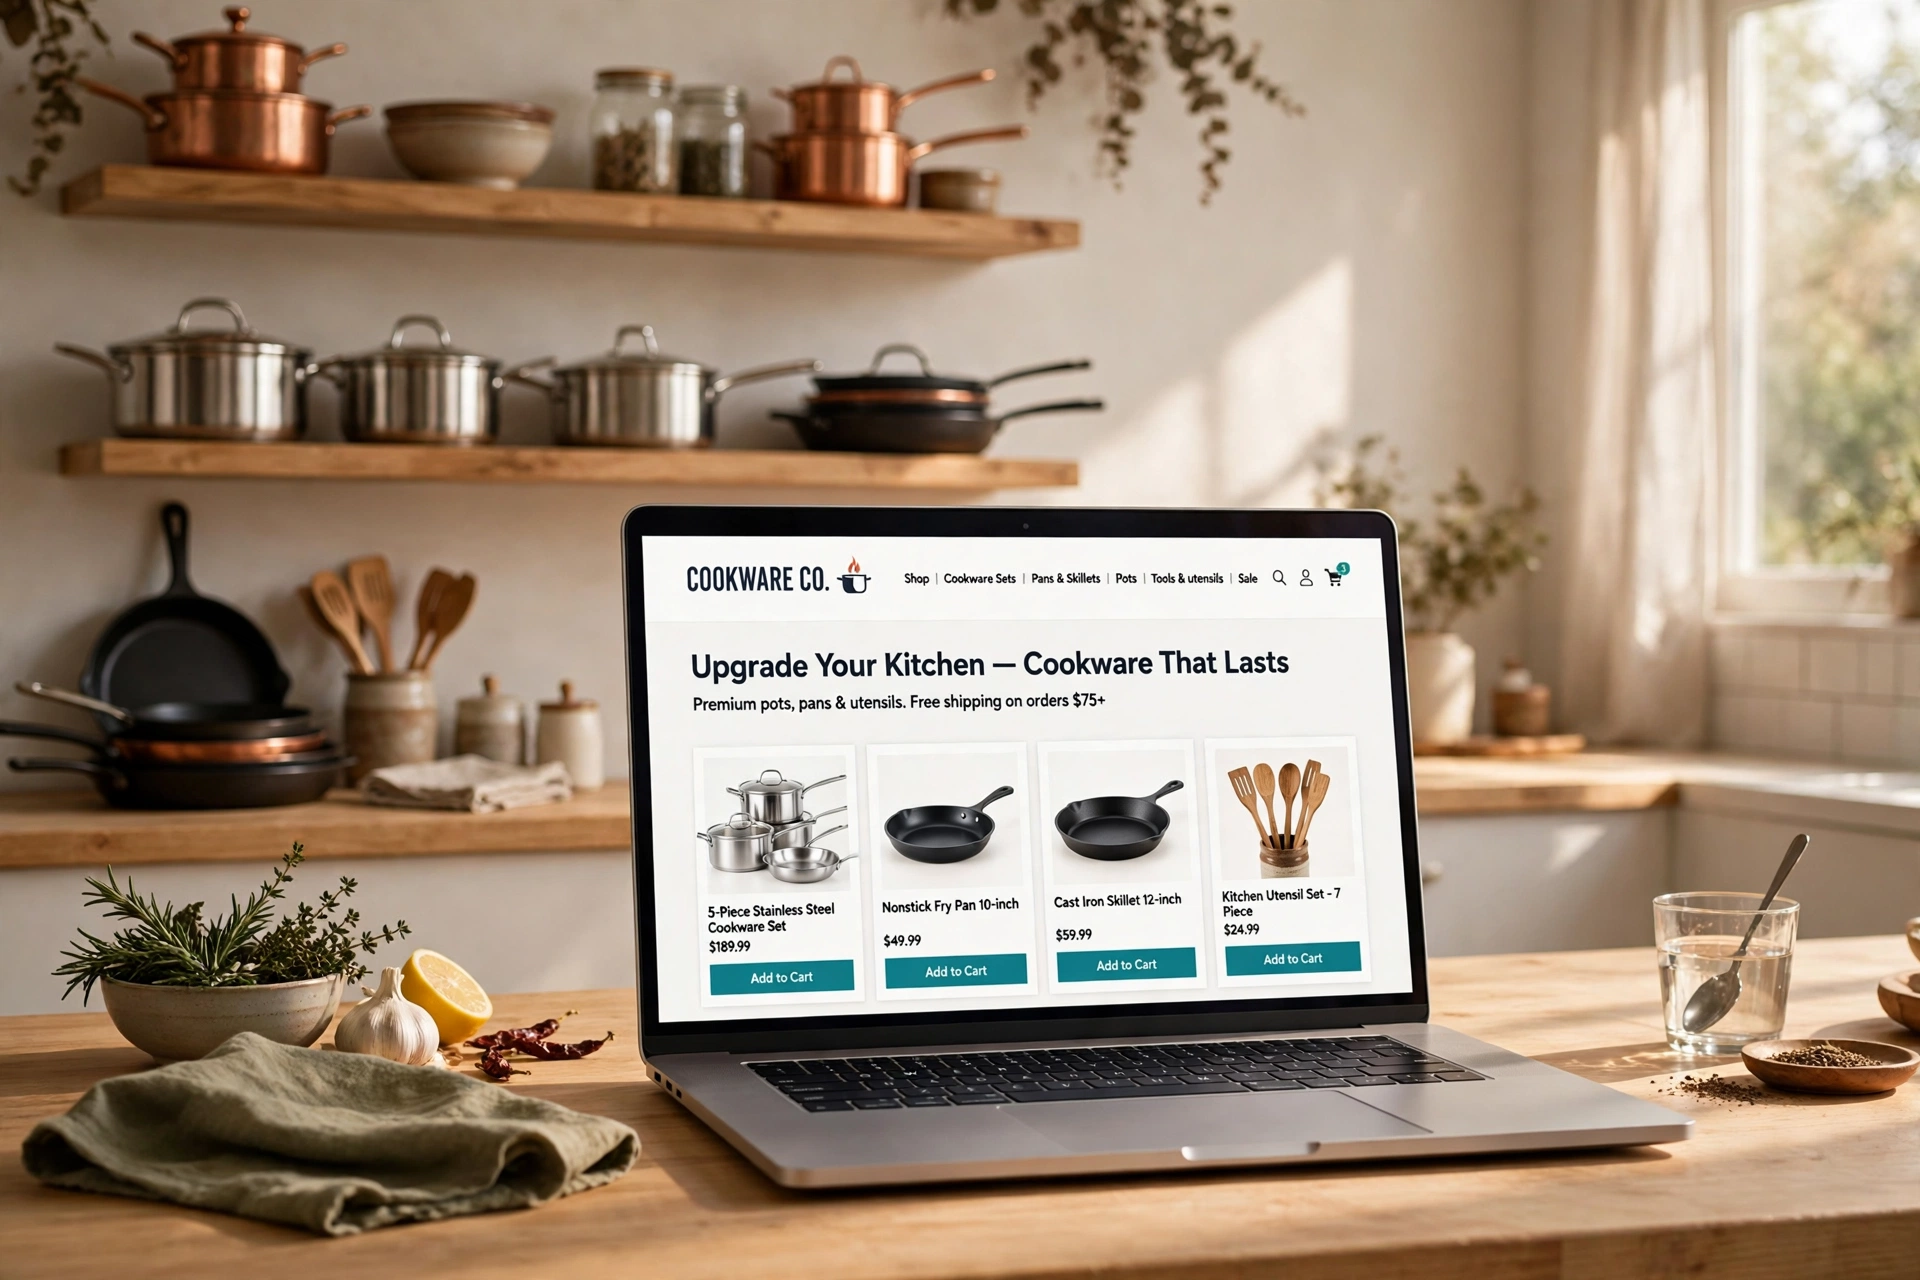 COOKWARE CO.
Shop | Cookware Sets | Pans & Skillets | Pots | Tools & utensils | Sale
3
Upgrade Your Kitchen — Cookware That Lasts
Premium pots, pans & utensils. Free shipping on orders $75+
5-Piece Stainless Steel
Cookware Set
$189.99
Add to Cart
Nonstick Fry Pan 10-inch
$49.99
Add to Cart
Cast Iron Skillet 12-inch
$59.99
Add to Cart
Kitchen Utensil Set - 7
Piece
$24.99
Add to Cart